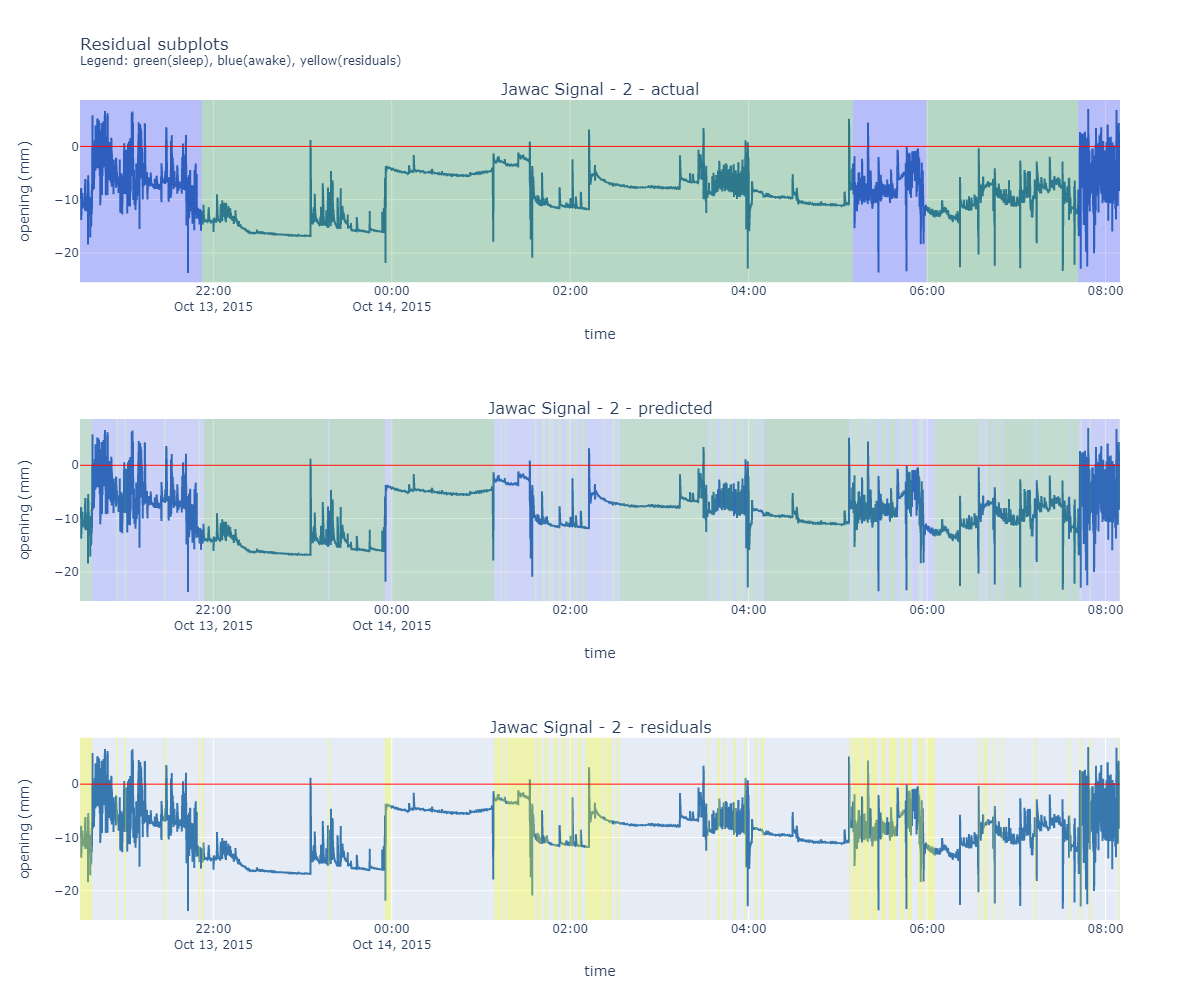 Residual subplots
Legend: green(sleep), blue(awake), yellow(residuals)
Jawac Signal - 2 - actual
opening (mm)
0
−10
−20
22:00
Oct 13, 2015
00:00
Oct 14, 2015
02:00
04:00
06:00
08:00
time
Jawac Signal - 2 - predicted
opening (mm)
0
−10
−20
22:00
Oct 13, 2015
00:00
Oct 14, 2015
02:00
04:00
06:00
08:00
time
Jawac Signal - 2 - residuals
opening (mm)
0
−10
−20
22:00
Oct 13, 2015
00:00
Oct 14, 2015
02:00
04:00
06:00
08:00
time